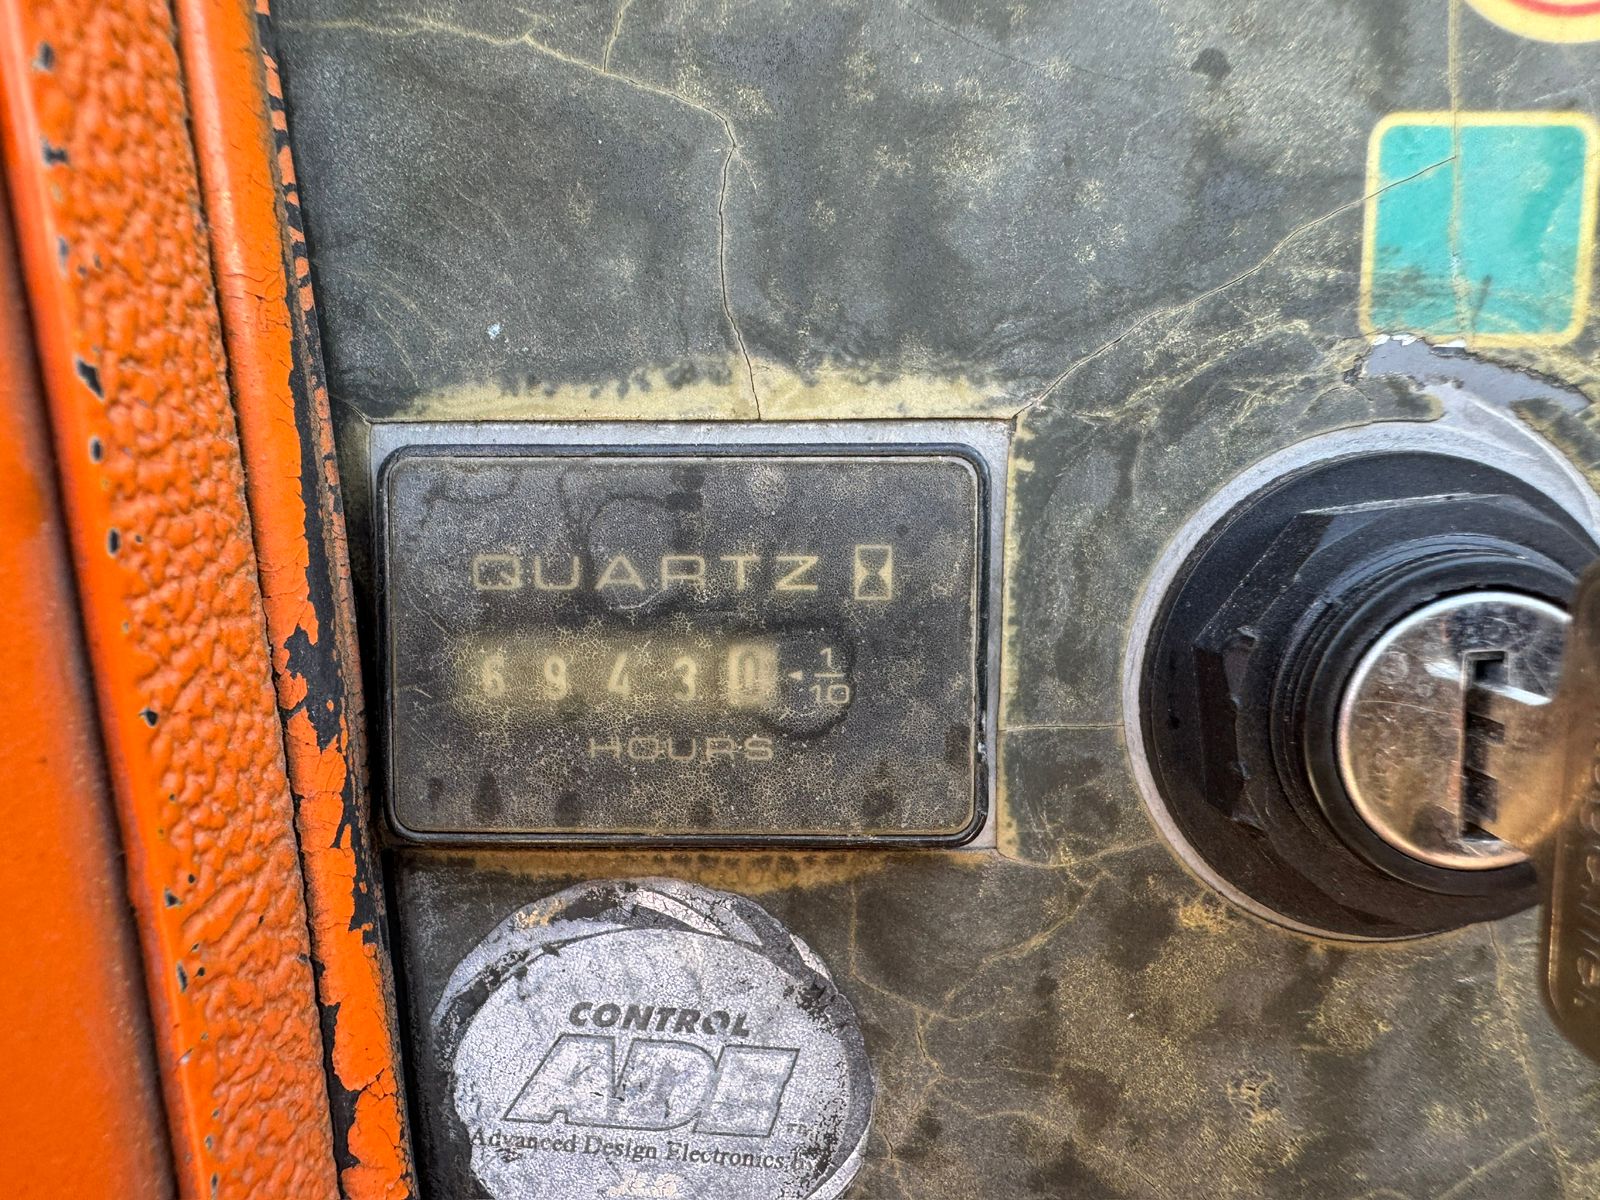 QUARTZ
69430 1/10
HOURS
CONTROL
ADE
Advanced Design Electronics